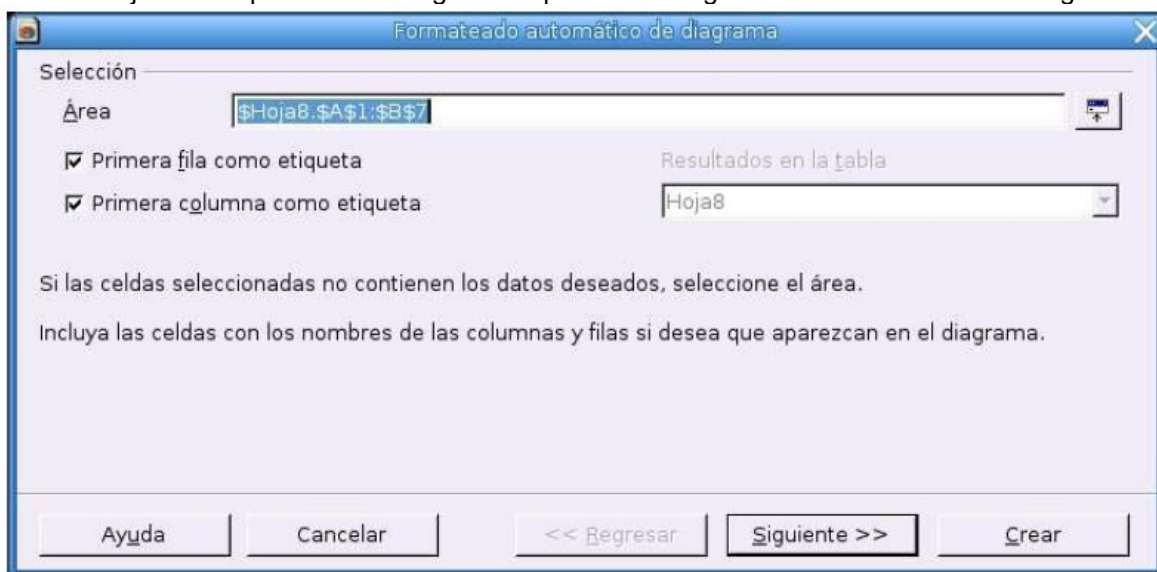 Formateado automático de diagrama
Selección
Área $Hoja8.$A$1:$B$7
Primera fila como etiqueta Resultados en la tabla
Primera columna como etiqueta Hoja8
Si las celdas seleccionadas no contienen los datos deseados, seleccione el área.
Incluya las celdas con los nombres de las columnas y filas si desea que aparezcan en el diagrama.
Ayuda Cancelar << Regresar Siguiente >> Crear